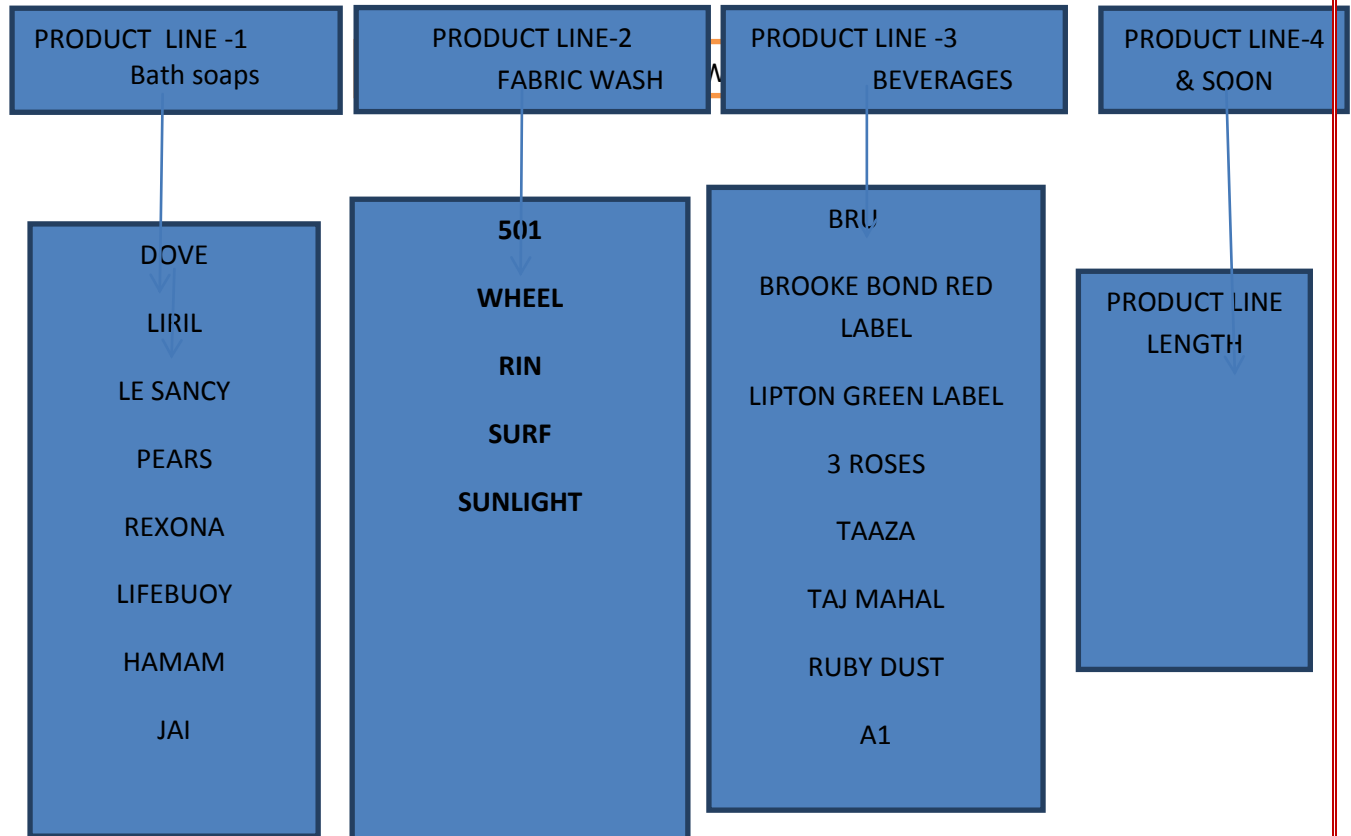 PRODUCT LINE -1
Bath soaps
DOVE
LIRIL
LE SANCY
PEARS
REXONA
LIFEBUOY
HAMAM
JAI
PRODUCT LINE-2
FABRIC WASH
501
WHEEL
RIN
SURF
SUNLIGHT
PRODUCT LINE -3
BEVERAGES
BRU
BROOKE BOND RED
LABEL
LIPTON GREEN LABEL
3 ROSES
TAAZA
TAJ MAHAL
RUBY DUST
A1
PRODUCT LINE-4
& SOON
PRODUCT LINE
LENGTH